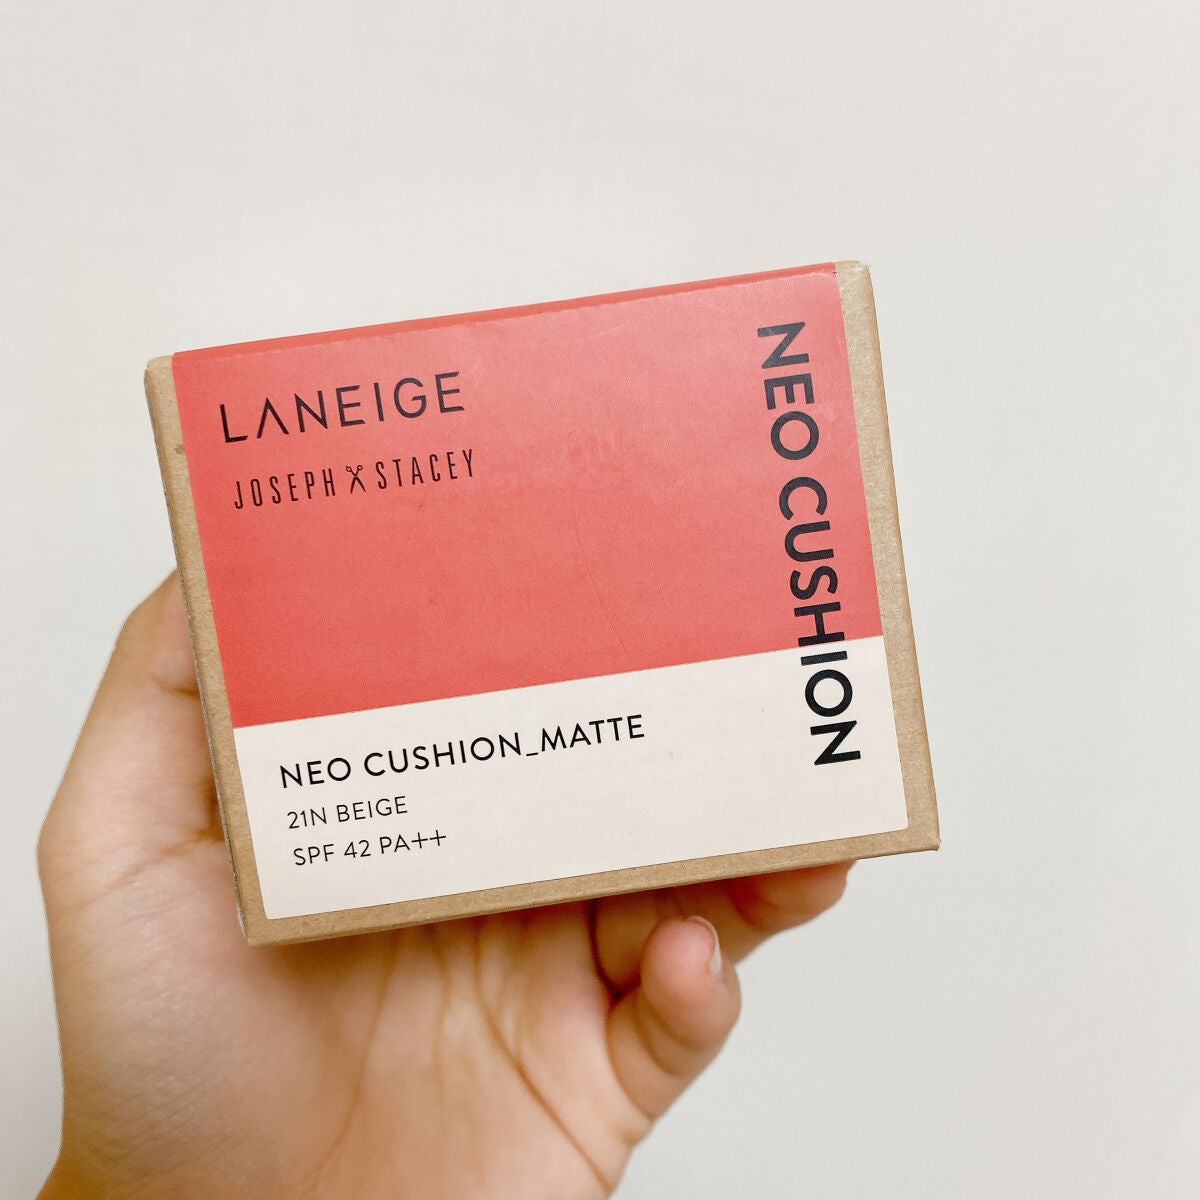 LANEIGE
JOSEPH STACEY
NEO CUSHION
NEO CUSHION_MATTE
21N BEIGE
SPF 42 PA++